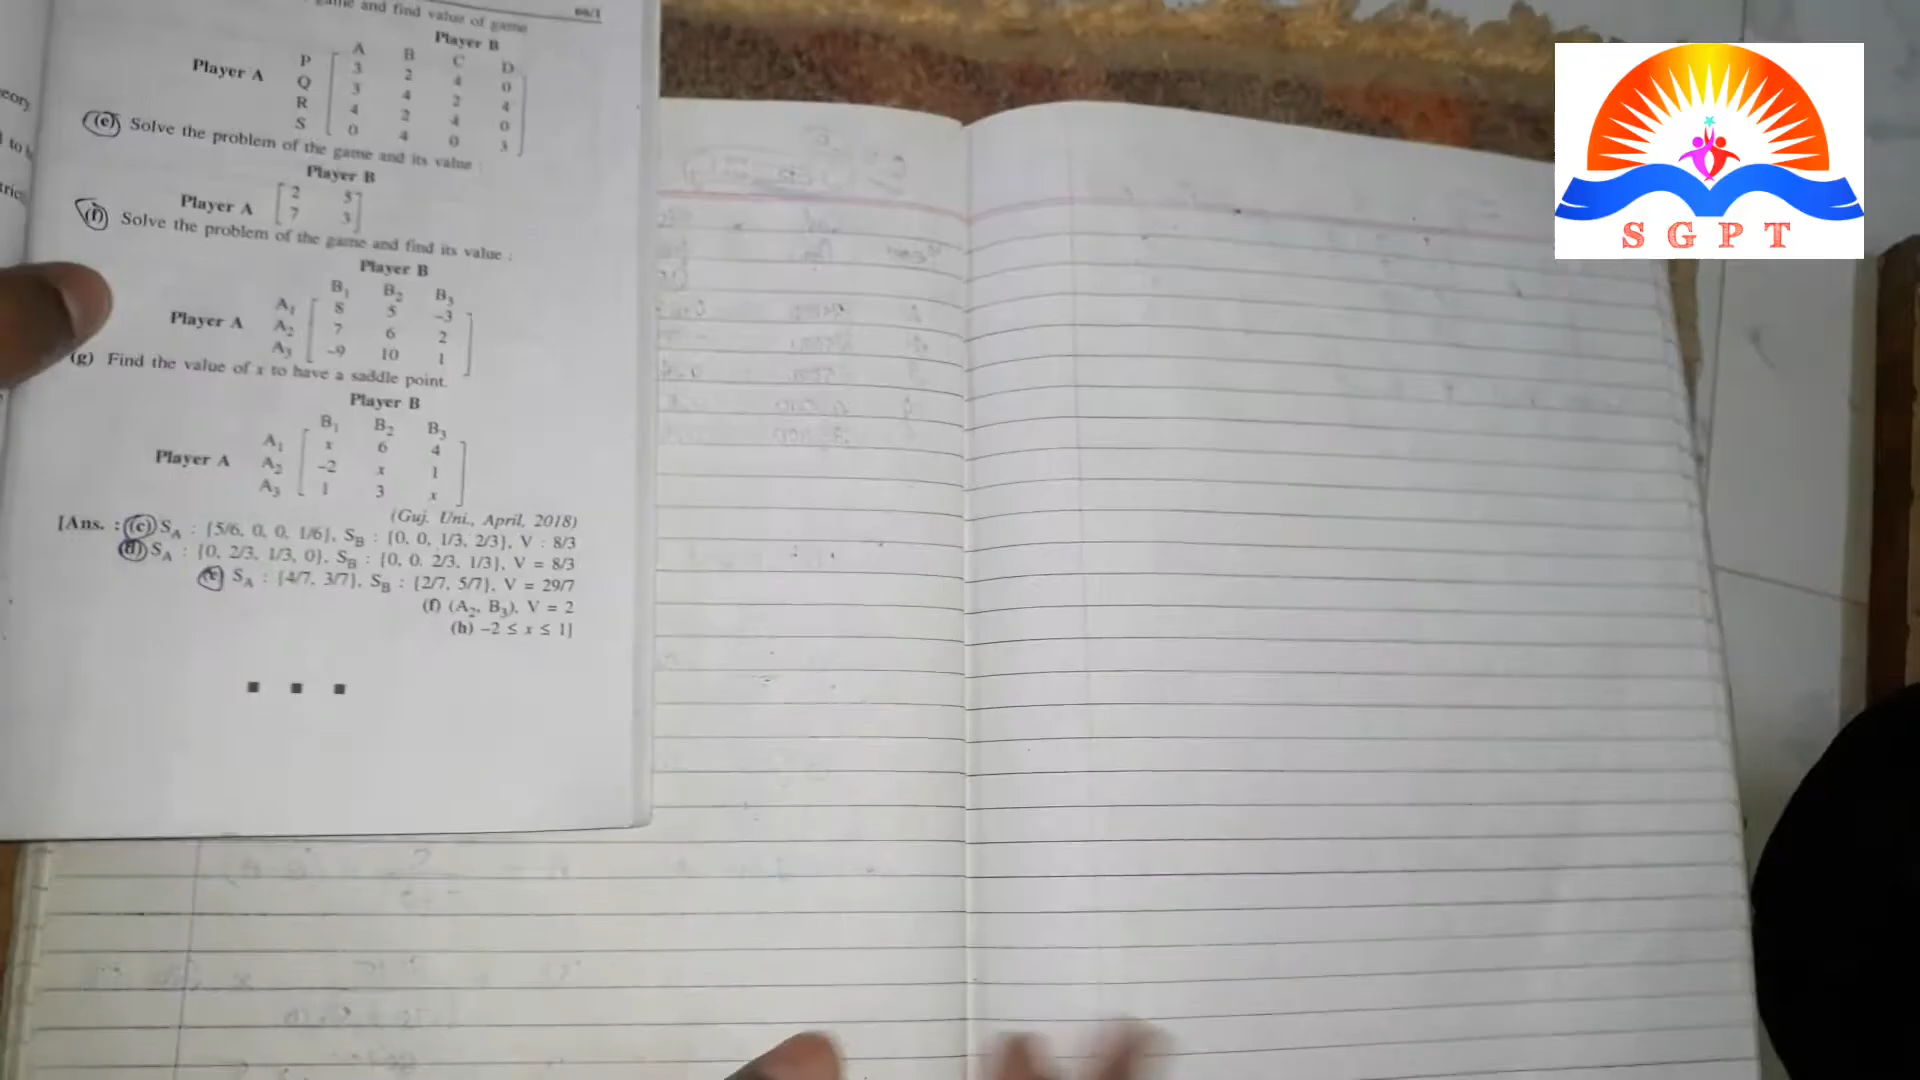 game and find value of game
66/1
Player B
A B C D
Player A
P 3 2 4 0
Q 3 4 2 4
R 4 2 4 0
S 0 4 0 3
(e) Solve the problem of the game and its value :
Player B
Player A
2 5
7 3
(f) Solve the problem of the game and find its value :
Player B
B1 B2 B3
Player A
A1 8 5 -3
A2 7 6 2
A3 -9 10 1
(g) Find the value of x to have a saddle point.
Player B
B1 B2 B3
Player A
A1 x 6 4
A2 -2 x 1
A3 1 3 x
(Guj. Uni., April, 2018)
[Ans. : (c) SA : {5/6, 0, 0, 1/6}, SB : {0, 0, 1/3, 2/3}, V : 8/3
(d) SA : {0, 2/3, 1/3, 0}, SB : {0, 0, 2/3, 1/3}, V = 8/3
(e) SA : {4/7, 3/7}, SB : {2/7, 5/7}, V = 29/7
(f) (A2, B3), V = 2
(h) -2 ≤ x ≤ 1]
SGPT